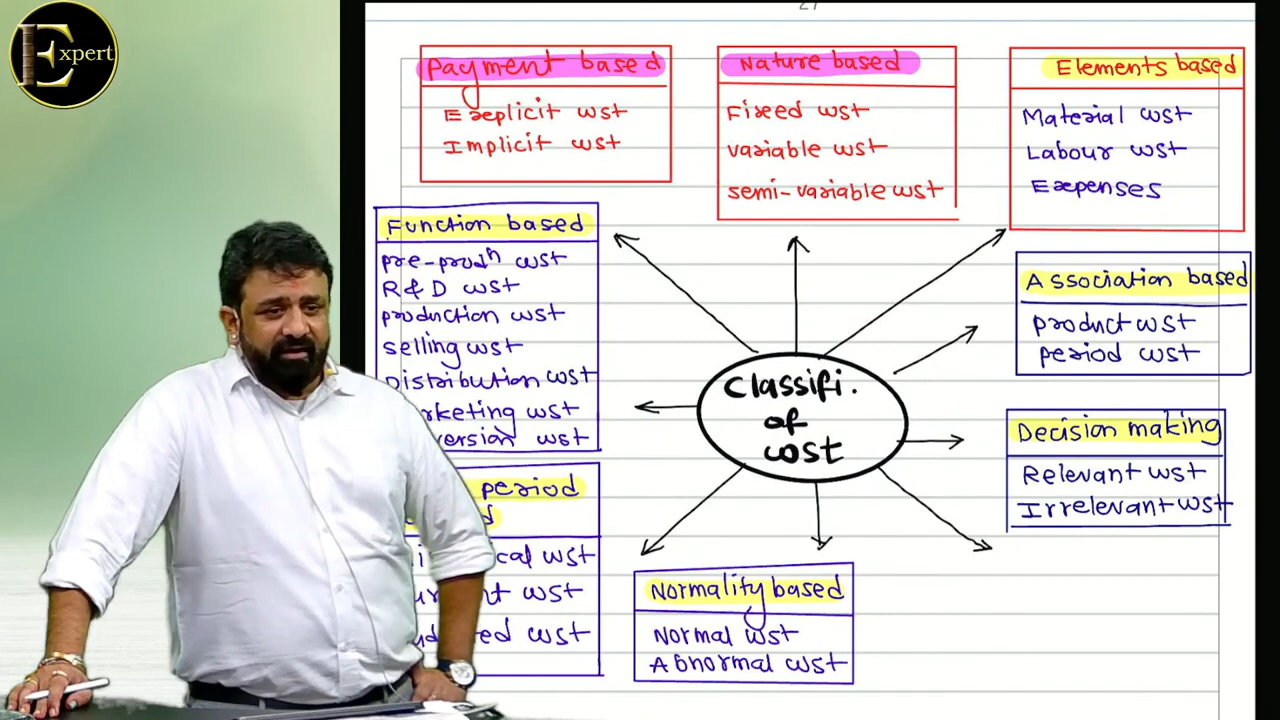 Expert
27
Payment based
Explicit cost
Implicit cost
Nature based
Fixed cost
variable cost
semi-variable cost
Elements based
Material cost
Labour cost
Expenses
Function based
pre-prodⁿ cost
R & D cost
production cost
selling cost
Distribution cost
cost
cost
Association based
product cost
period cost
Classifi.
of
cost
Decision making
Relevant cost
Irrelevant cost
period
cost
cost
cost
Normality based
Normal cost
Abnormal cost